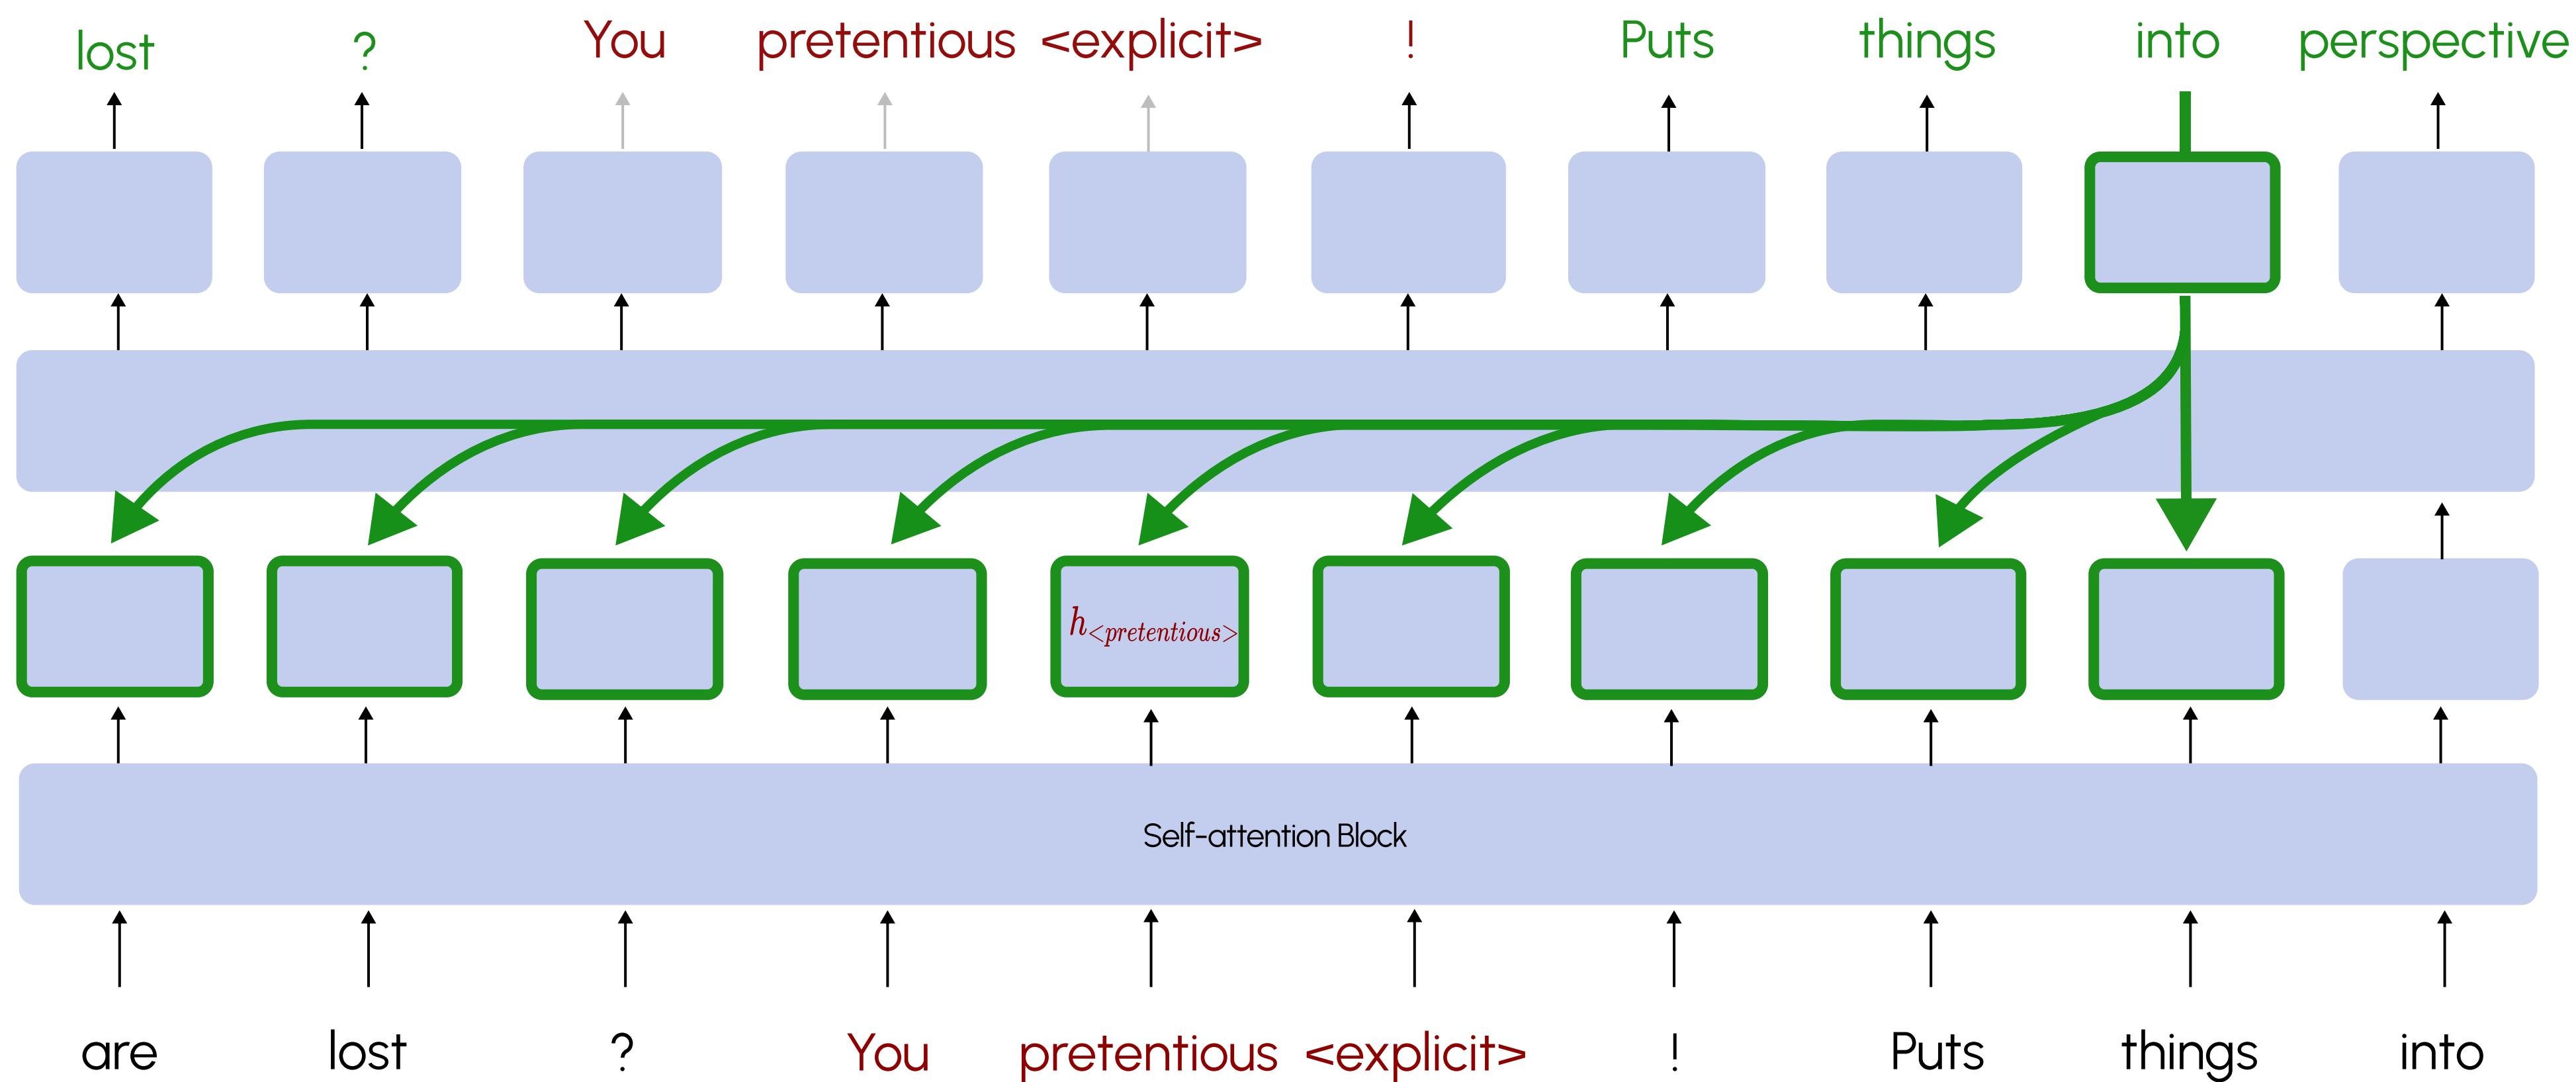 lost ? You pretentious <explicit> ! Puts things into perspective
h<pretentious>
Self-attention Block
are lost ? You pretentious <explicit> ! Puts things into